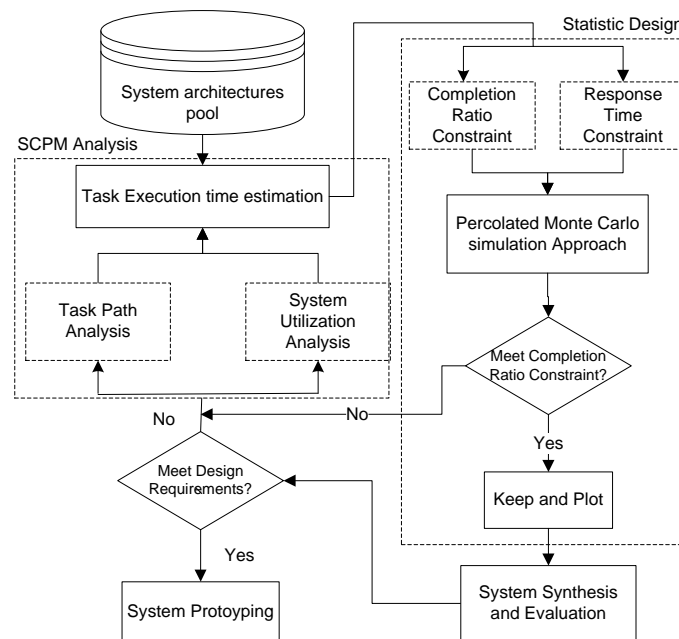 Statistic Design
System architectures
pool
Completion
Ratio
Constraint
Response
Time
Constraint
SCPM Analysis
Task Execution time estimation
Percolated Monte Carlo
simulation Approach
Task Path
Analysis
System
Utilization
Analysis
Meet Completion
Ratio Constraint?
No
No
Yes
Meet Design
Requirements?
Keep and Plot
Yes
System Protoyping
System Synthesis
and Evaluation